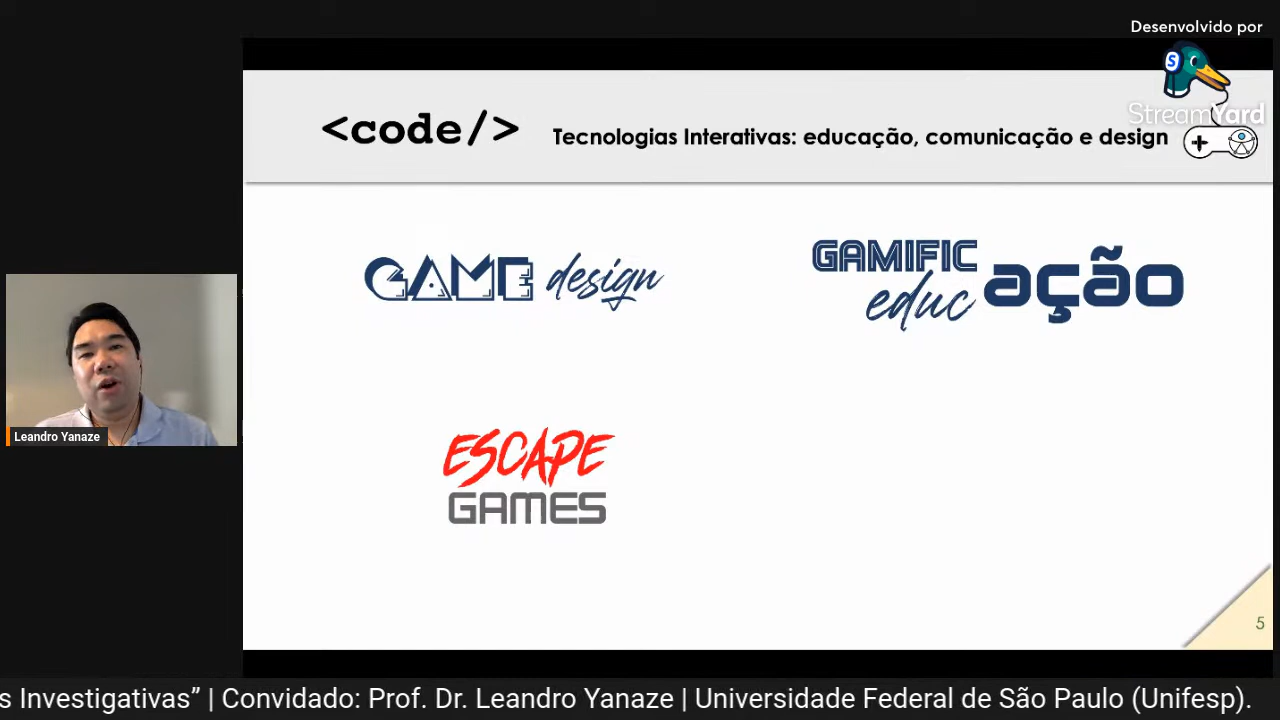 Desenvolvido por
StreamYard
<code/>
Tecnologias Interativas: educação, comunicação e design
GAME design
GAMIFIC
educ
ação
Leandro Yanaze
ESCAPE
GAMES
5
s Investigativas” | Convidado: Prof. Dr. Leandro Yanaze | Universidade Federal de São Paulo (Unifesp).